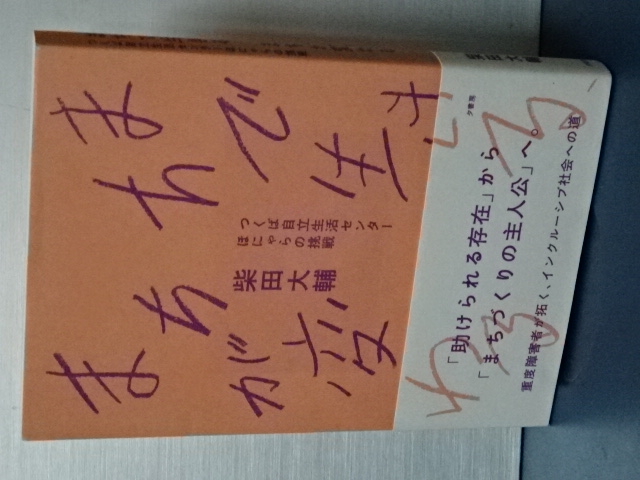 まちで生きる
まちが変わる
つくば自立生活センター
ほにゃらの挑戦
柴田大輔
夕書房
「助けられる存在」から
「まちづくりの主人公」へ。
重度障害者が拓く、インクルーシブ社会への道